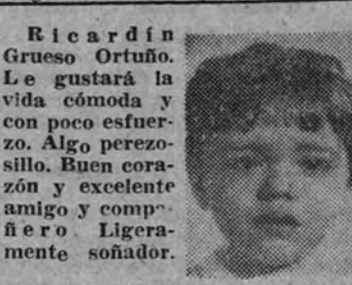 Ricardín
Grueso Ortuño.
Le gustará la
vida cómoda y
con poco esfuer-
zo. Algo perezo-
sillo. Buen cora-
zón y excelente
amigo y comp
ñero. Ligera-
mente soñador.